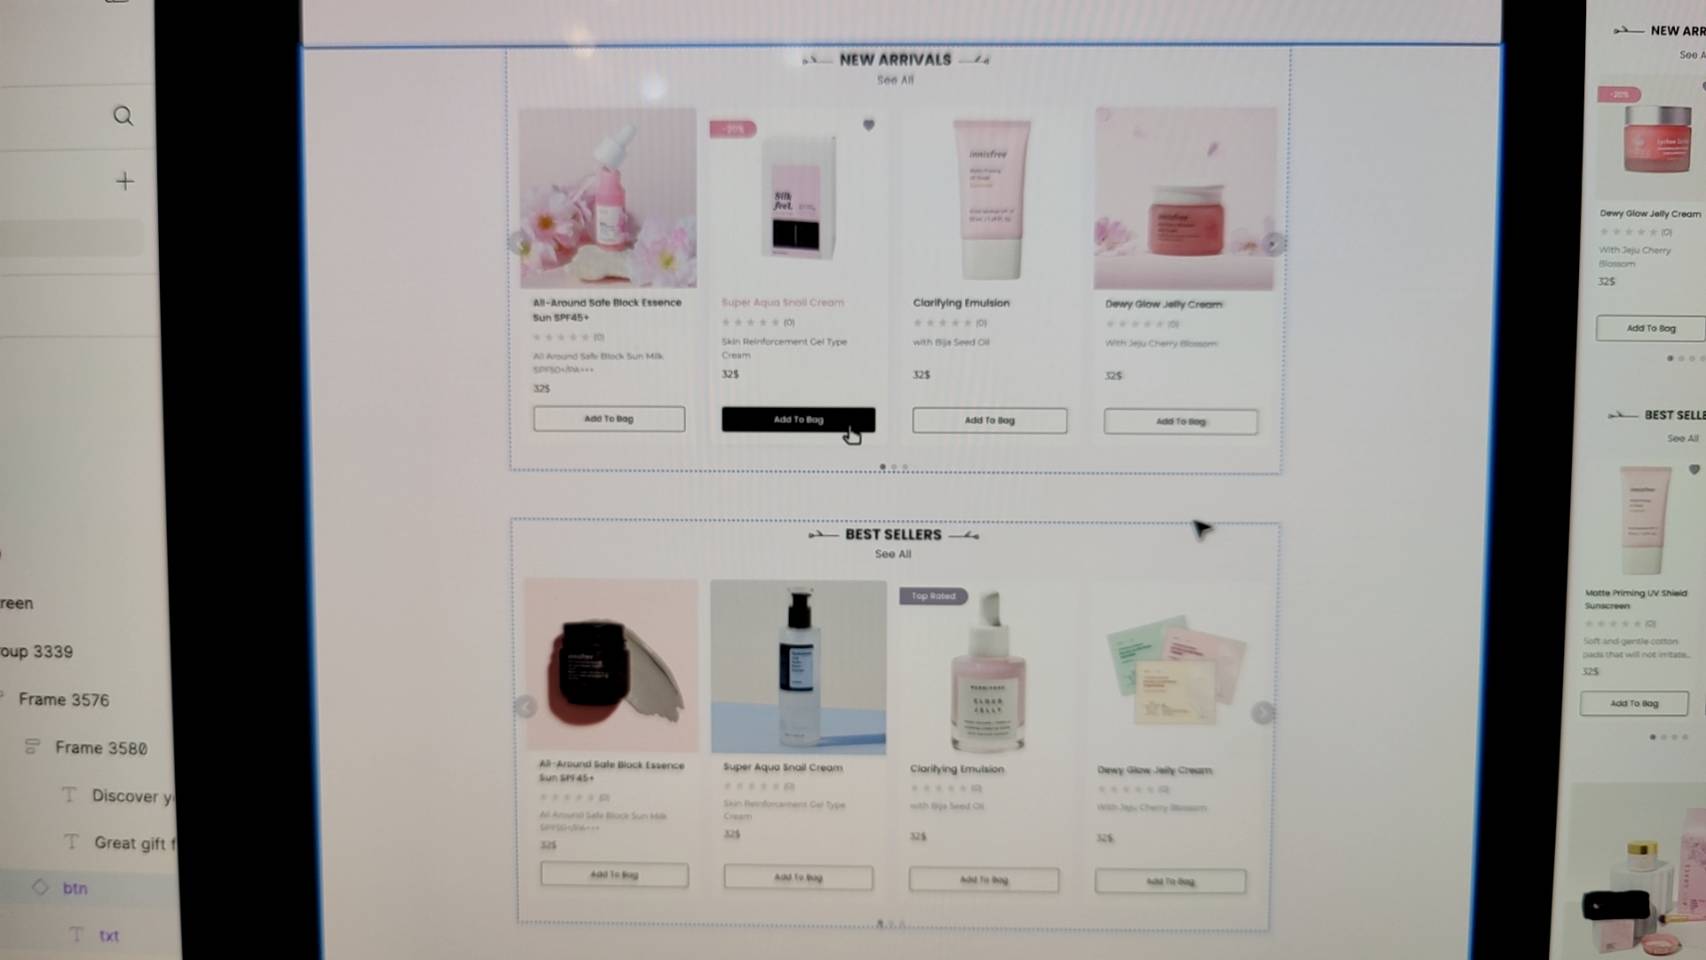 reen
oup 3339
Frame 3576
Frame 3580
Discover y
Great gift f
btn
txt
NEW ARRIVALS
See All
-20%
Silk
feel.
innisfree
All-Around Safe Block Essence
Sun SPF45+
(0)
All Around Safe Block Sun Milk
SPF50+/PA+++
32$
Add To Bag
Super Aqua Snail Cream
(0)
Skin Reinforcement Gel Type
Cream
32$
Add To Bag
Clarifying Emulsion
(0)
with Bija Seed Oil
32$
Add To Bag
Dewy Glow Jelly Cream
(0)
With Jeju Cherry Blossom
32$
Add To Bag
BEST SELLERS
See All
Top Rated
CLOUD
JELLY
All-Around Safe Block Essence
Sun SPF45+
(0)
All Around Safe Block Sun Milk
SPF50+/PA+++
32$
Add To Bag
Super Aqua Snail Cream
(0)
Skin Reinforcement Gel Type
Cream
32$
Add To Bag
Clarifying Emulsion
(0)
with Bija Seed Oil
32$
Add To Bag
Dewy Glow Jelly Cream
(0)
With Jeju Cherry Blossom
32$
Add To Bag
NEW ARR
See A
-20%
Dewy Glow Jelly Cream
(0)
With Jeju Cherry
Blossom
32$
Add To Bag
BEST SELLE
See All
Matte Priming UV Shield
Sunscreen
(0)
Soft and gentle cotton
pads that will not irritate...
32$
Add To Bag